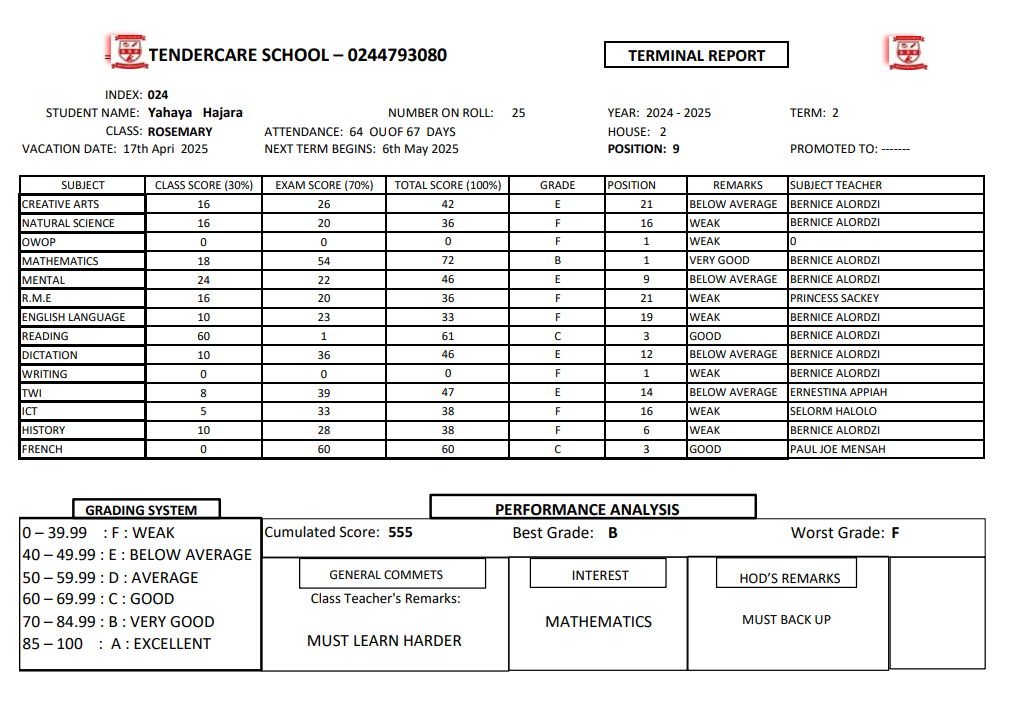 TENDERCARE SCHOOL – 0244793080 TERMINAL REPORT
INDEX: 024
STUDENT NAME: Yahaya Hajara NUMBER ON ROLL: 25 YEAR: 2024 - 2025 TERM: 2
CLASS: ROSEMARY ATTENDANCE: 64 OUOF 67 DAYS HOUSE: 2
VACATION DATE: 17th Apri 2025 NEXT TERM BEGINS: 6th May 2025 POSITION: 9 PROMOTED TO: -------
SUBJECT CLASS SCORE (30%) EXAM SCORE (70%) TOTAL SCORE (100%) GRADE POSITION REMARKS SUBJECT TEACHER
CREATIVE ARTS 16 26 42 E 21 BELOW AVERAGE BERNICE ALORDZI
NATURAL SCIENCE 16 20 36 F 16 WEAK BERNICE ALORDZI
OWOP 0 0 0 F 1 WEAK 0
MATHEMATICS 18 54 72 B 1 VERY GOOD BERNICE ALORDZI
MENTAL 24 22 46 E 9 BELOW AVERAGE BERNICE ALORDZI
R.M.E 16 20 36 F 21 WEAK PRINCESS SACKEY
ENGLISH LANGUAGE 10 23 33 F 19 WEAK BERNICE ALORDZI
READING 60 1 61 C 3 GOOD BERNICE ALORDZI
DICTATION 10 36 46 E 12 BELOW AVERAGE BERNICE ALORDZI
WRITING 0 0 0 F 1 WEAK BERNICE ALORDZI
TWI 8 39 47 E 14 BELOW AVERAGE ERNESTINA APPIAH
ICT 5 33 38 F 16 WEAK SELORM HALOLO
HISTORY 10 28 38 F 6 WEAK BERNICE ALORDZI
FRENCH 0 60 60 C 3 GOOD PAUL JOE MENSAH
GRADING SYSTEM
0 – 39.99 : F : WEAK
40 – 49.99 : E : BELOW AVERAGE
50 – 59.99 : D : AVERAGE
60 – 69.99 : C : GOOD
70 – 84.99 : B : VERY GOOD
85 – 100 : A : EXCELLENT
PERFORMANCE ANALYSIS
Cumulated Score: 555 Best Grade: B Worst Grade: F
GENERAL COMMETS
Class Teacher's Remarks:
MUST LEARN HARDER
INTEREST
MATHEMATICS
HOD'S REMARKS
MUST BACK UP